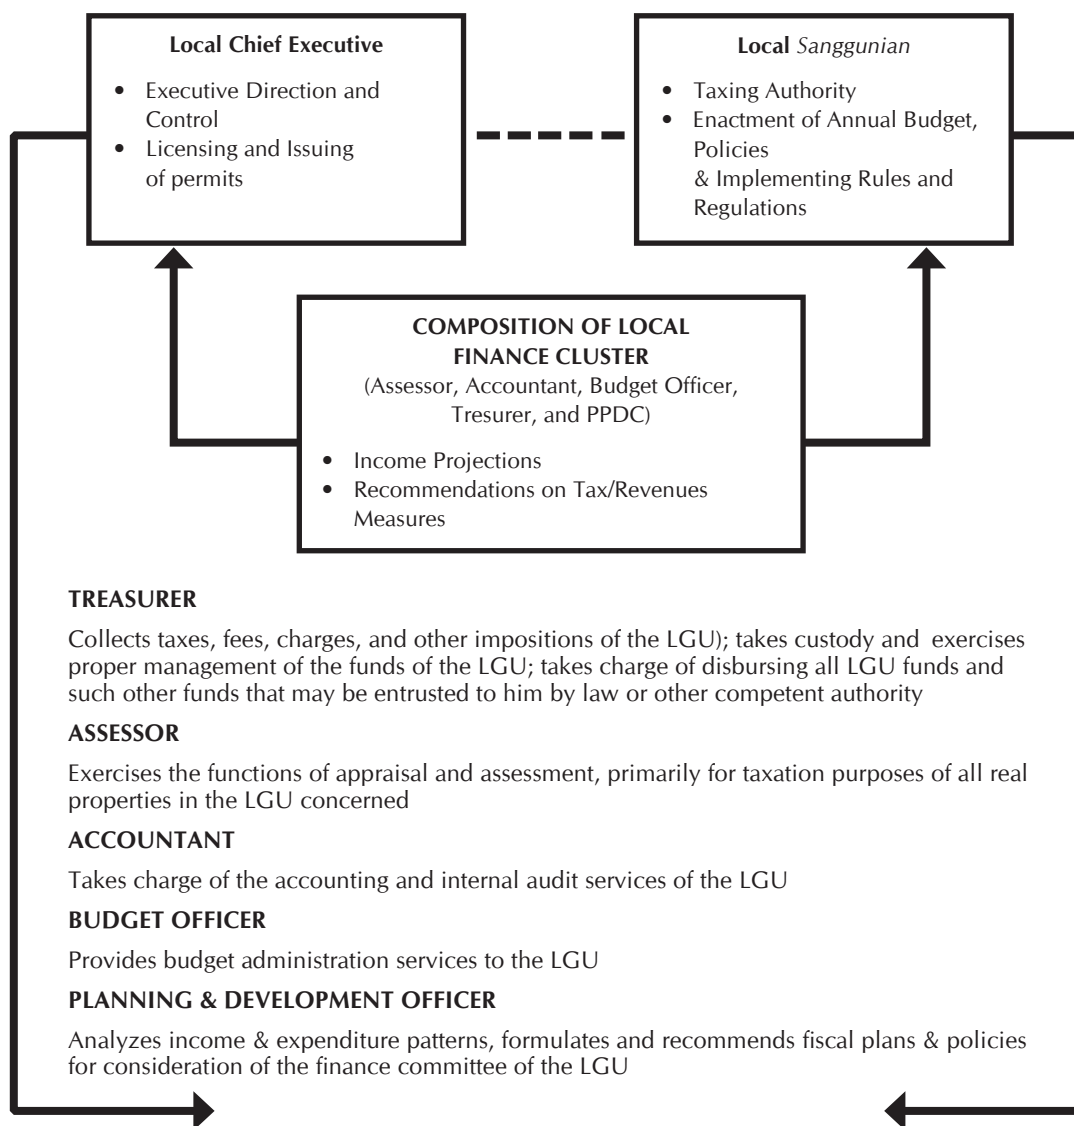 Local Chief Executive
• Executive Direction and
Control
• Licensing and Issuing
of permits
Local Sanggunian
• Taxing Authority
• Enactment of Annual Budget,
Policies
& Implementing Rules and
Regulations
COMPOSITION OF LOCAL
FINANCE CLUSTER
(Assessor, Accountant, Budget Officer,
Tresurer, and PPDC)
• Income Projections
• Recommendations on Tax/Revenues
Measures
TREASURER
Collects taxes, fees, charges, and other impositions of the LGU); takes custody and exercises
proper management of the funds of the LGU; takes charge of disbursing all LGU funds and
such other funds that may be entrusted to him by law or other competent authority
ASSESSOR
Exercises the functions of appraisal and assessment, primarily for taxation purposes of all real
properties in the LGU concerned
ACCOUNTANT
Takes charge of the accounting and internal audit services of the LGU
BUDGET OFFICER
Provides budget administration services to the LGU
PLANNING & DEVELOPMENT OFFICER
Analyzes income & expenditure patterns, formulates and recommends fiscal plans & policies
for consideration of the finance committee of the LGU